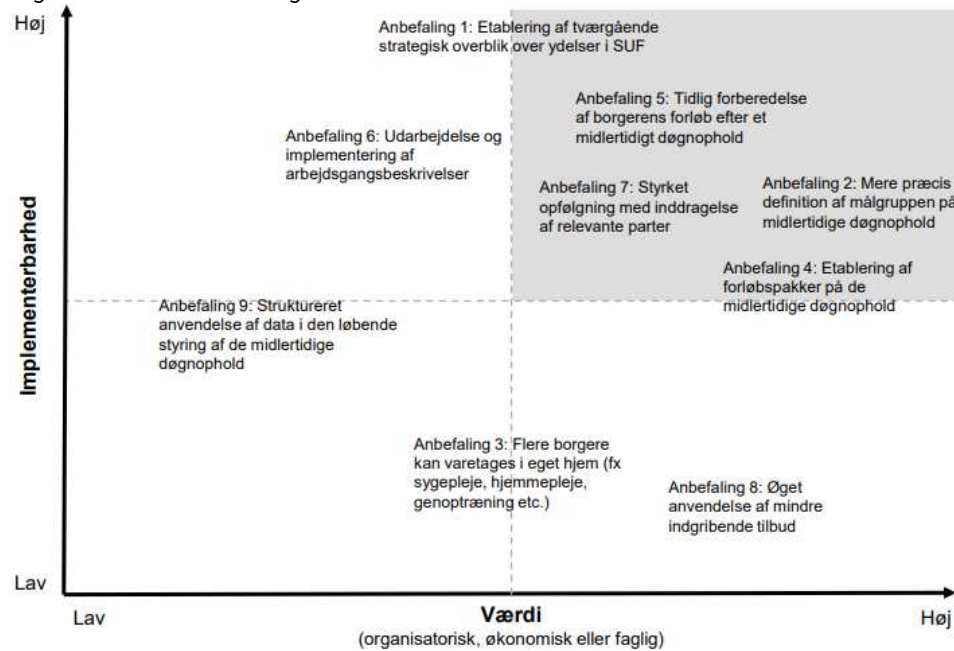 Høj
Anbefaling 1: Etablering af tværgående
strategisk overblik over ydelser i SUF
Anbefaling 5: Tidlig forberedelse
af borgerens forløb efter et
midlertidigt døgnophold
Anbefaling 6: Udarbejdelse og
implementering af
arbejdsgangsbeskrivelser
Anbefaling 7: Styrket
opfølgning med inddragelse
af relevante parter
Anbefaling 2: Mere præcis
definition af målgruppen på
midlertidige døgnophold
Anbefaling 4: Etablering af
forløbspakker på de
midlertidige døgnophold
Anbefaling 9: Struktureret
anvendelse af data i den løbende
styring af de midlertidige
døgnophold
Implementerbarhed
Anbefaling 3: Flere borgere
kan varetages i eget hjem (fx
sygepleje, hjemmepleje,
genoptræning etc.)
Anbefaling 8: Øget
anvendelse af mindre
indgribende tilbud
Lav
Lav
Værdi
Høj
(organisatorisk, økonomisk eller faglig)